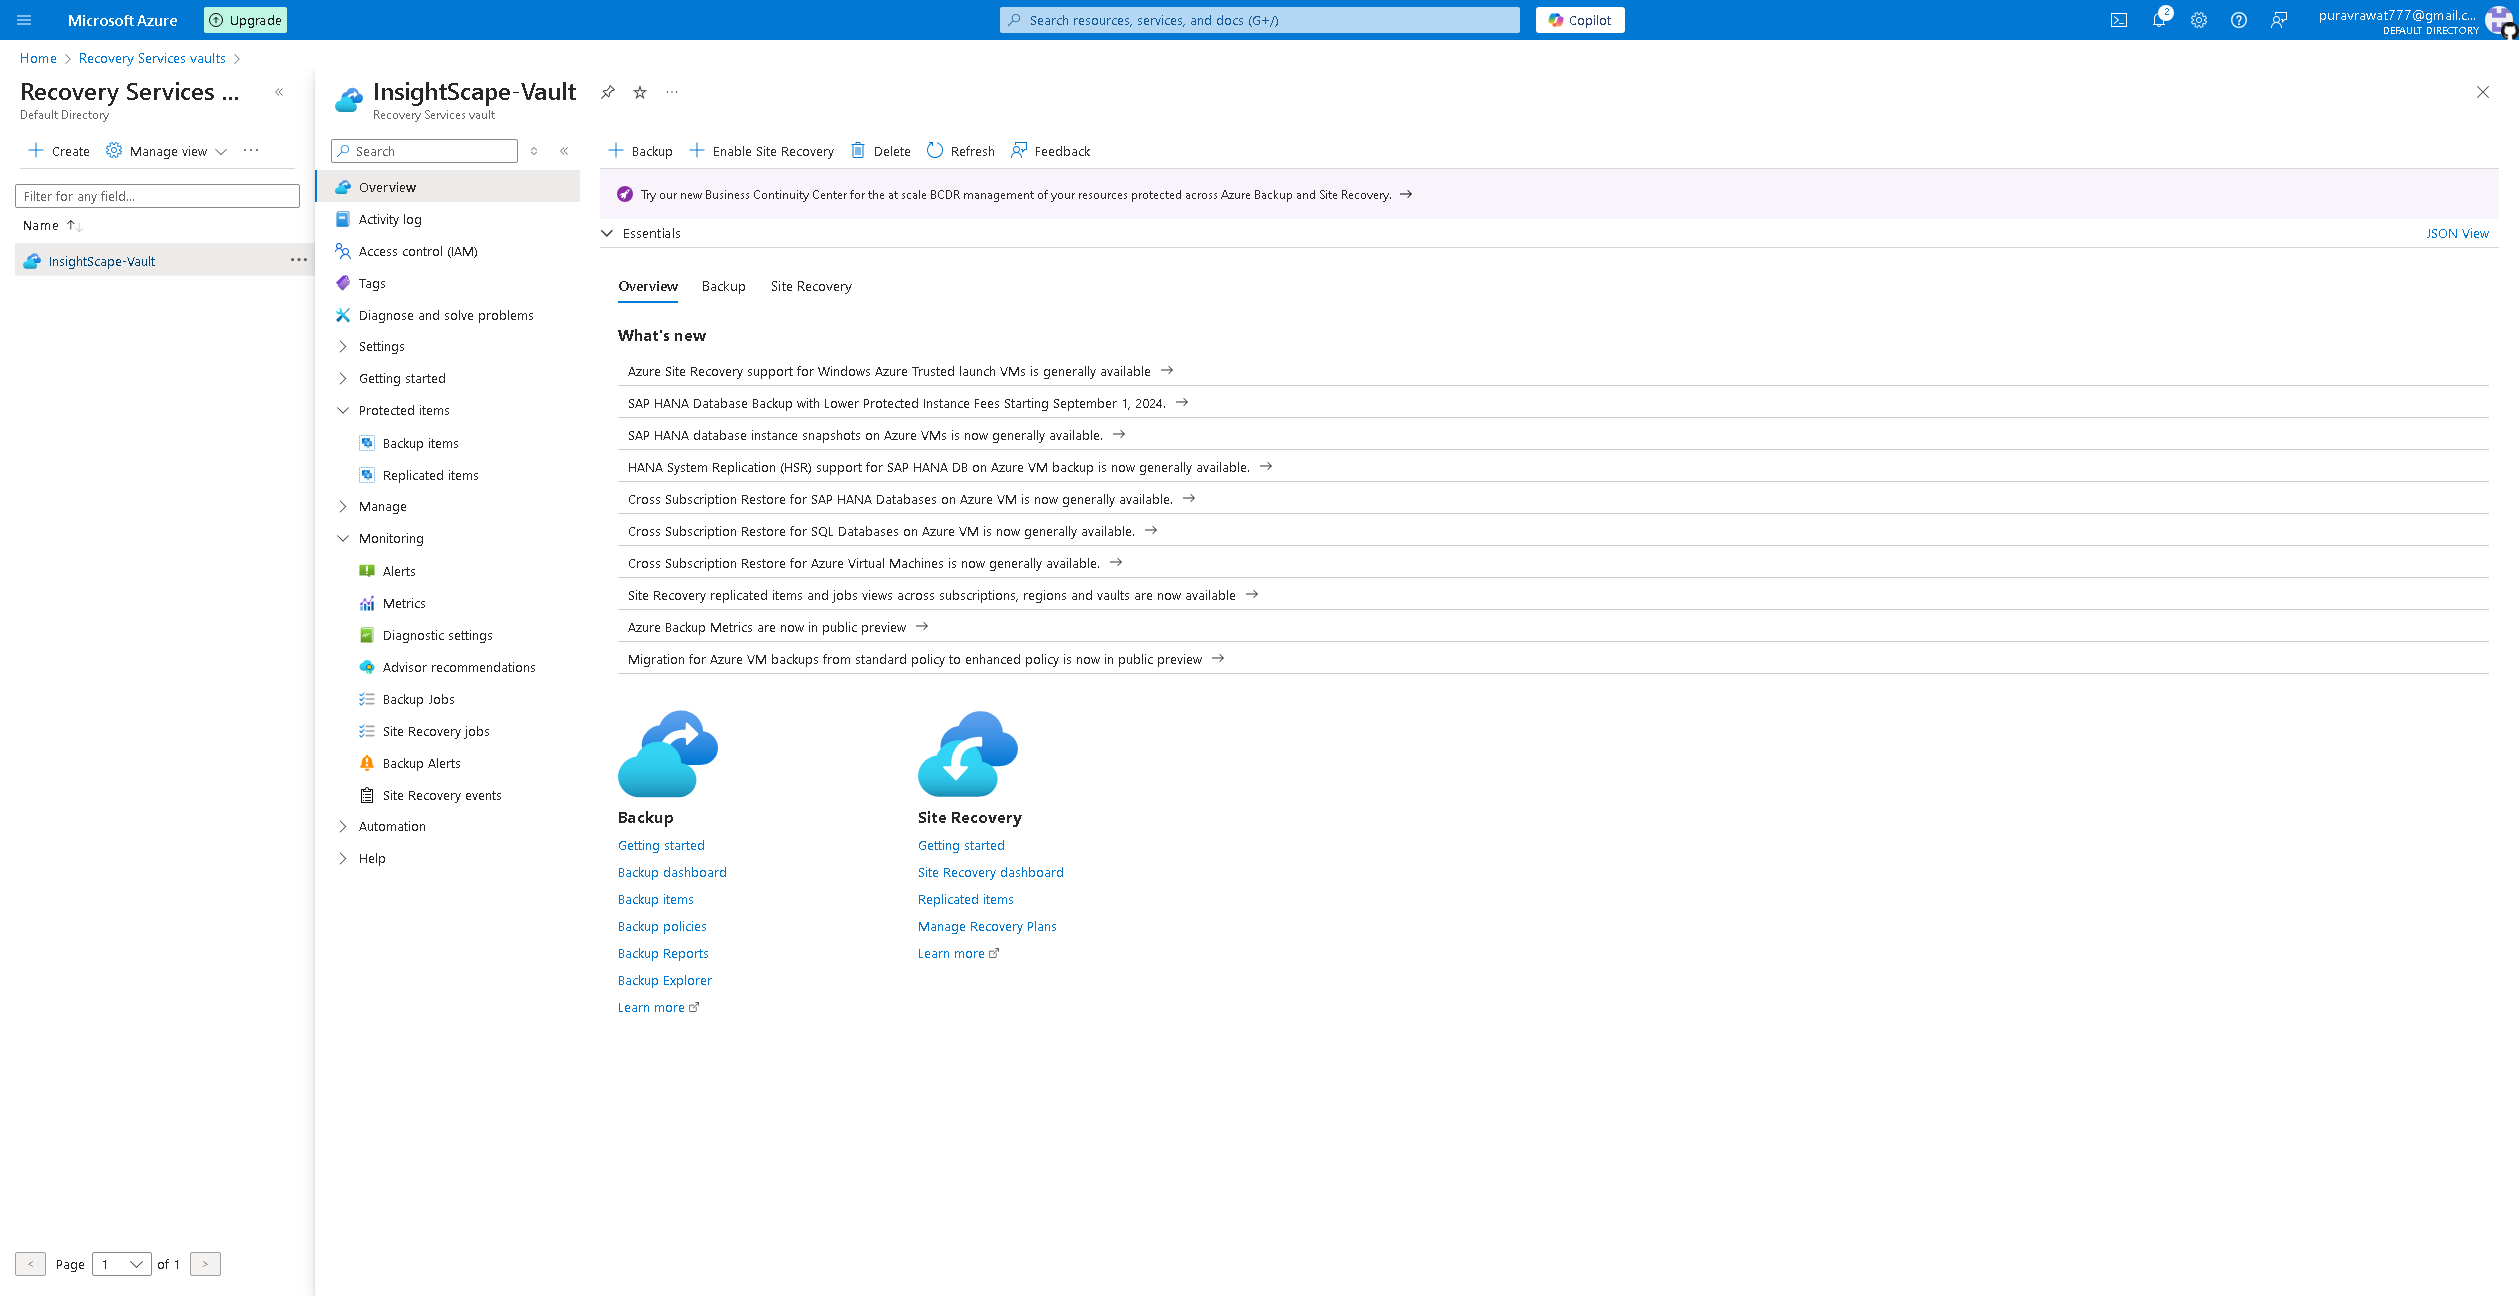 Microsoft Azure
Upgrade
Search resources, services, and docs (G+/)
Copilot
2
puravrawat777@gmail.c...
DEFAULT DIRECTORY
Home > Recovery Services vaults >
Recovery Services ...
Default Directory
Create
Manage view
Filter for any field...
Name
InsightScape-Vault
Page 1 of 1
InsightScape-Vault
Recovery Services vault
Search
Overview
Activity log
Access control (IAM)
Tags
Diagnose and solve problems
Settings
Getting started
Protected items
Backup items
Replicated items
Manage
Monitoring
Alerts
Metrics
Diagnostic settings
Advisor recommendations
Backup Jobs
Site Recovery jobs
Backup Alerts
Site Recovery events
Automation
Help
Backup
Enable Site Recovery
Delete
Refresh
Feedback
Try our new Business Continuity Center for the at scale BCDR management of your resources protected across Azure Backup and Site Recovery. →
Essentials
JSON View
Overview
Backup
Site Recovery
What's new
Azure Site Recovery support for Windows Azure Trusted launch VMs is generally available →
SAP HANA Database Backup with Lower Protected Instance Fees Starting September 1, 2024. →
SAP HANA database instance snapshots on Azure VMs is now generally available. →
HANA System Replication (HSR) support for SAP HANA DB on Azure VM backup is now generally available. →
Cross Subscription Restore for SAP HANA Databases on Azure VM is now generally available. →
Cross Subscription Restore for SQL Databases on Azure VM is now generally available. →
Cross Subscription Restore for Azure Virtual Machines is now generally available. →
Site Recovery replicated items and jobs views across subscriptions, regions and vaults are now available →
Azure Backup Metrics are now in public preview →
Migration for Azure VM backups from standard policy to enhanced policy is now in public preview →
Backup
Getting started
Backup dashboard
Backup items
Backup policies
Backup Reports
Backup Explorer
Learn more
Site Recovery
Getting started
Site Recovery dashboard
Replicated items
Manage Recovery Plans
Learn more